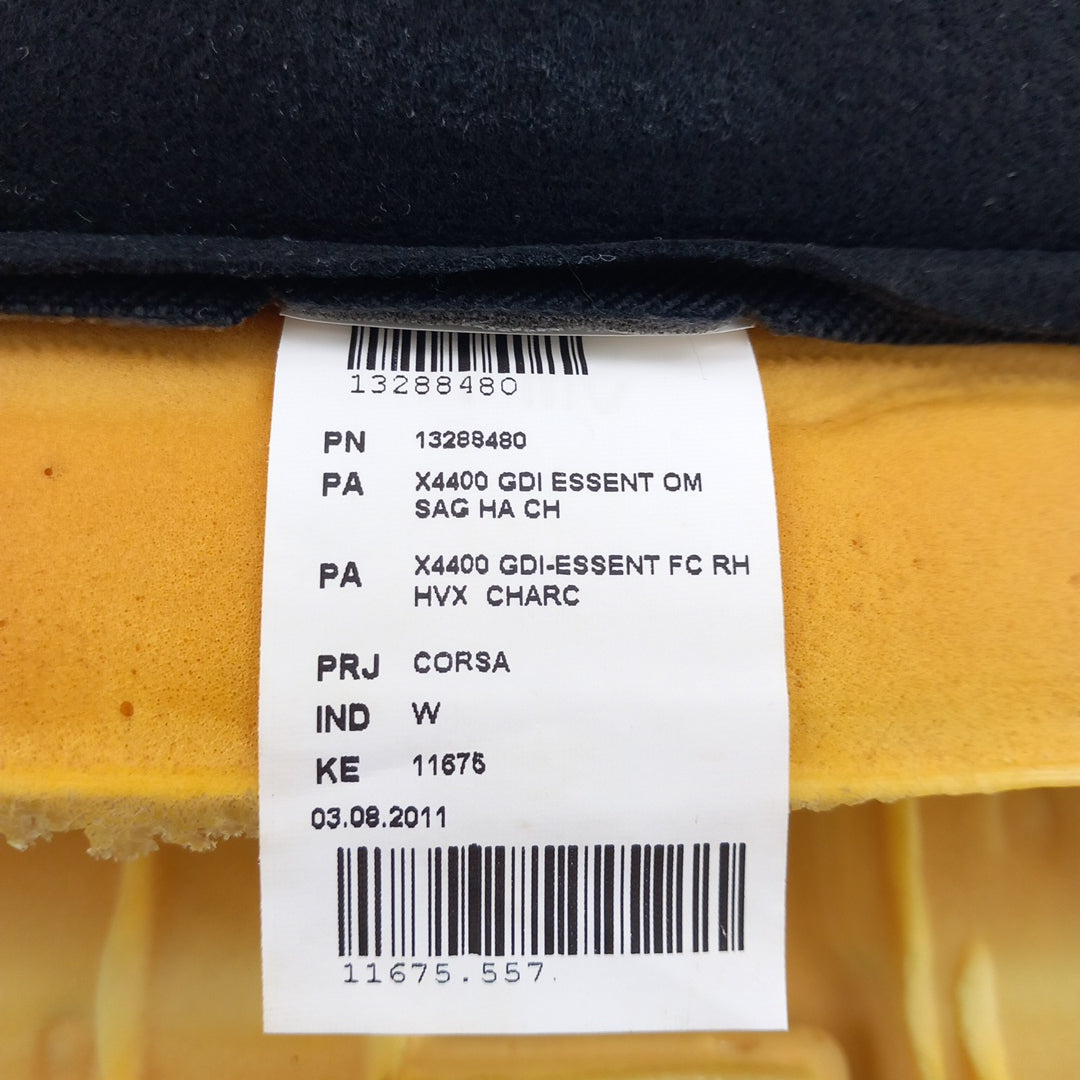 13288480
PN 13288480
PA X4400 GDI ESSENT OM
SAG HA CH
PA X4400 GDI-ESSENT FC RH
HVX CHARC
PRJ CORSA
IND W
KE 11675
03.08.2011
11675.557.